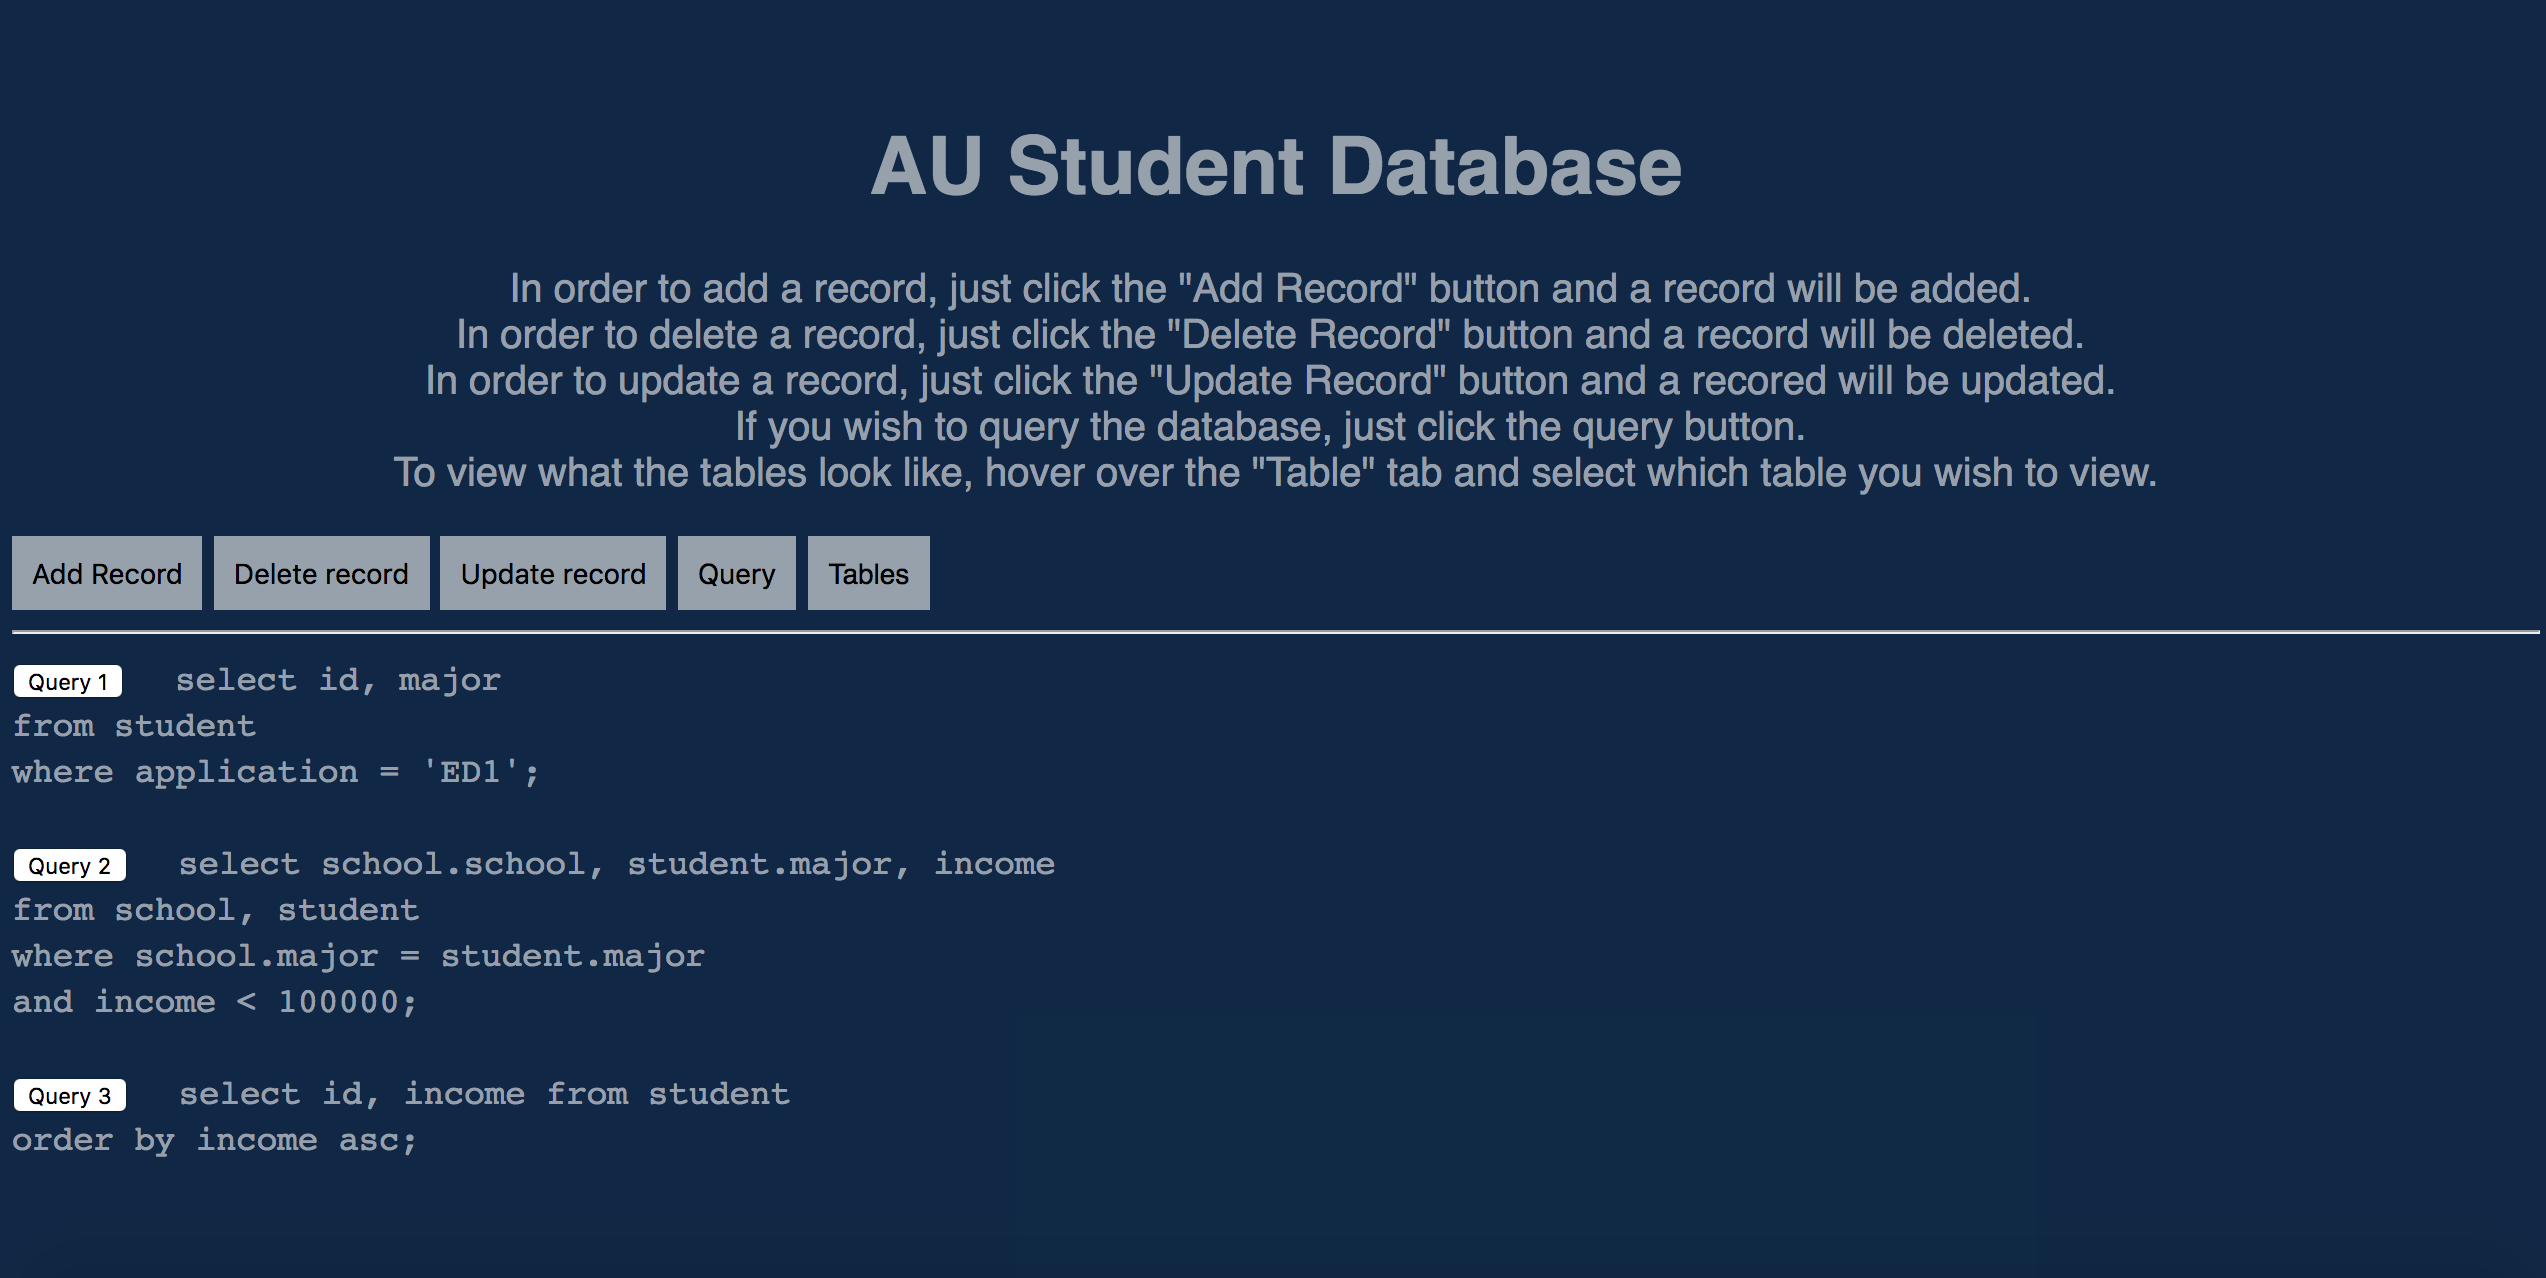 AU Student Database
In order to add a record, just click the "Add Record" button and a record will be added.
In order to delete a record, just click the "Delete Record" button and a record will be deleted.
In order to update a record, just click the "Update Record" button and a recored will be updated.
If you wish to query the database, just click the query button.
To view what the tables look like, hover over the "Table" tab and select which table you wish to view.
Add Record Delete record Update record Query Tables
Query 1 select id, major
from student
where application = 'ED1';
Query 2 select school.school, student.major, income
from school, student
where school.major = student.major
and income < 100000;
Query 3 select id, income from student
order by income asc;